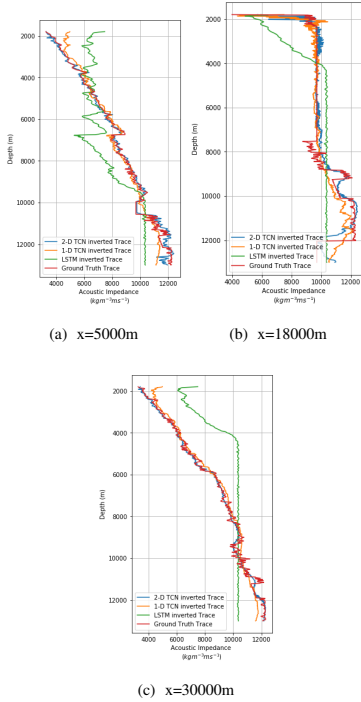 2000
4000
6000
8000
10000
12000
Depth (m)
2-D TCN inverted Trace
1-D TCN inverted Trace
LSTM inverted Trace
Ground Truth Trace
4000 6000 8000 10000 12000
Acoustic Impedance
(kgm⁻³ms⁻¹)
(a) x=5000m
2000
4000
6000
8000
10000
12000
Depth (m)
2-D TCN inverted Trace
1-D TCN inverted Trace
LSTM inverted Trace
Ground Truth Trace
4000 6000 8000 10000 12000
Acoustic Impedance
(kgm⁻³ms⁻¹)
(b) x=18000m
2000
4000
6000
8000
10000
12000
Depth (m)
2-D TCN inverted Trace
1-D TCN inverted Trace
LSTM inverted Trace
Ground Truth Trace
4000 6000 8000 10000 12000
Acoustic Impedance
(kgm⁻³ms⁻¹)
(c) x=30000m